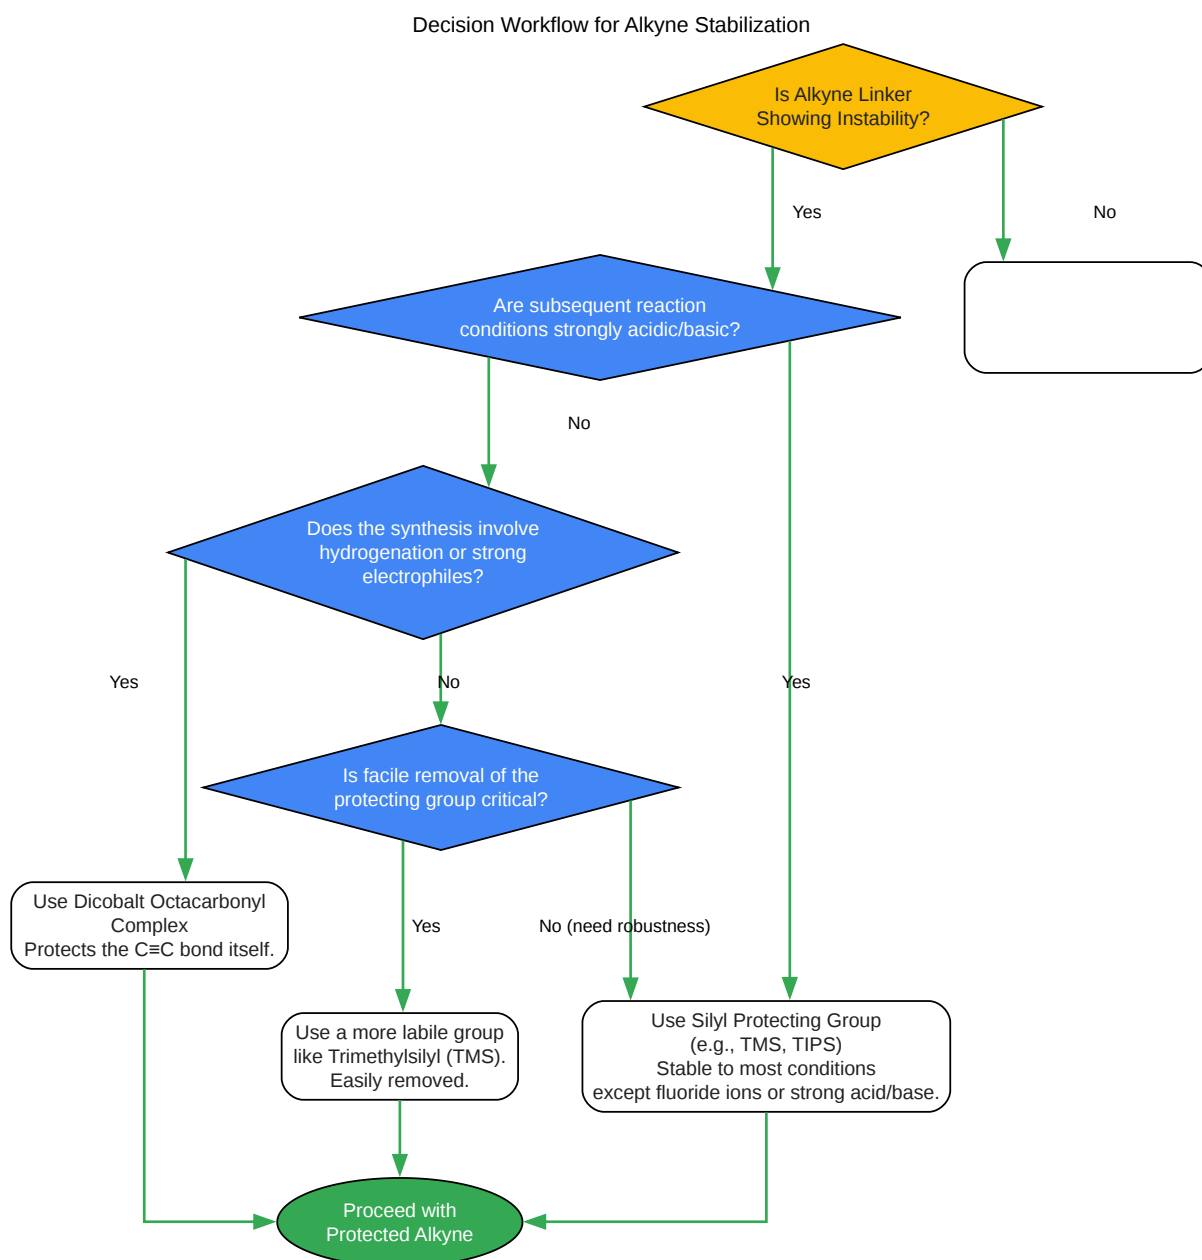 Decision Workflow for Alkyne Stabilization
Is Alkyne Linker
Showing Instability?
Yes
No
Are subsequent reaction
conditions strongly acidic/basic?
No
Does the synthesis involve
hydrogenation or strong
electrophiles?
Yes
No
Yes
Is facile removal of the
protecting group critical?
Use Dicobalt Octacarbonyl
Complex
Protects the C≡C bond itself.
Yes
No (need robustness)
Use a more labile group
like Trimethylsilyl (TMS).
Easily removed.
Use Silyl Protecting Group
(e.g., TMS, TIPS)
Stable to most conditions
except fluoride ions or strong acid/base.
Proceed with
Protected Alkyne